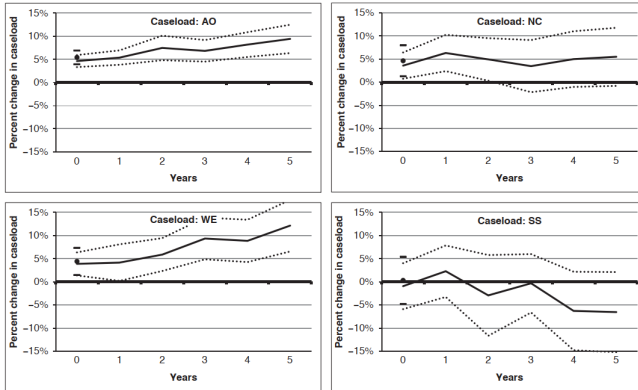 Caseload: AO
Percent change in caseload
15%
10%
5%
0%
−5%
−10%
−15%
0 1 2 3 4 5
Years
Caseload: NC
Percent change in caseload
15%
10%
5%
0%
−5%
−10%
−15%
0 1 2 3 4 5
Years
Caseload: WE
Percent change in caseload
15%
10%
5%
0%
−5%
−10%
−15%
0 1 2 3 4 5
Years
Caseload: SS
Percent change in caseload
15%
10%
5%
0%
−5%
−10%
−15%
0 1 2 3 4 5
Years